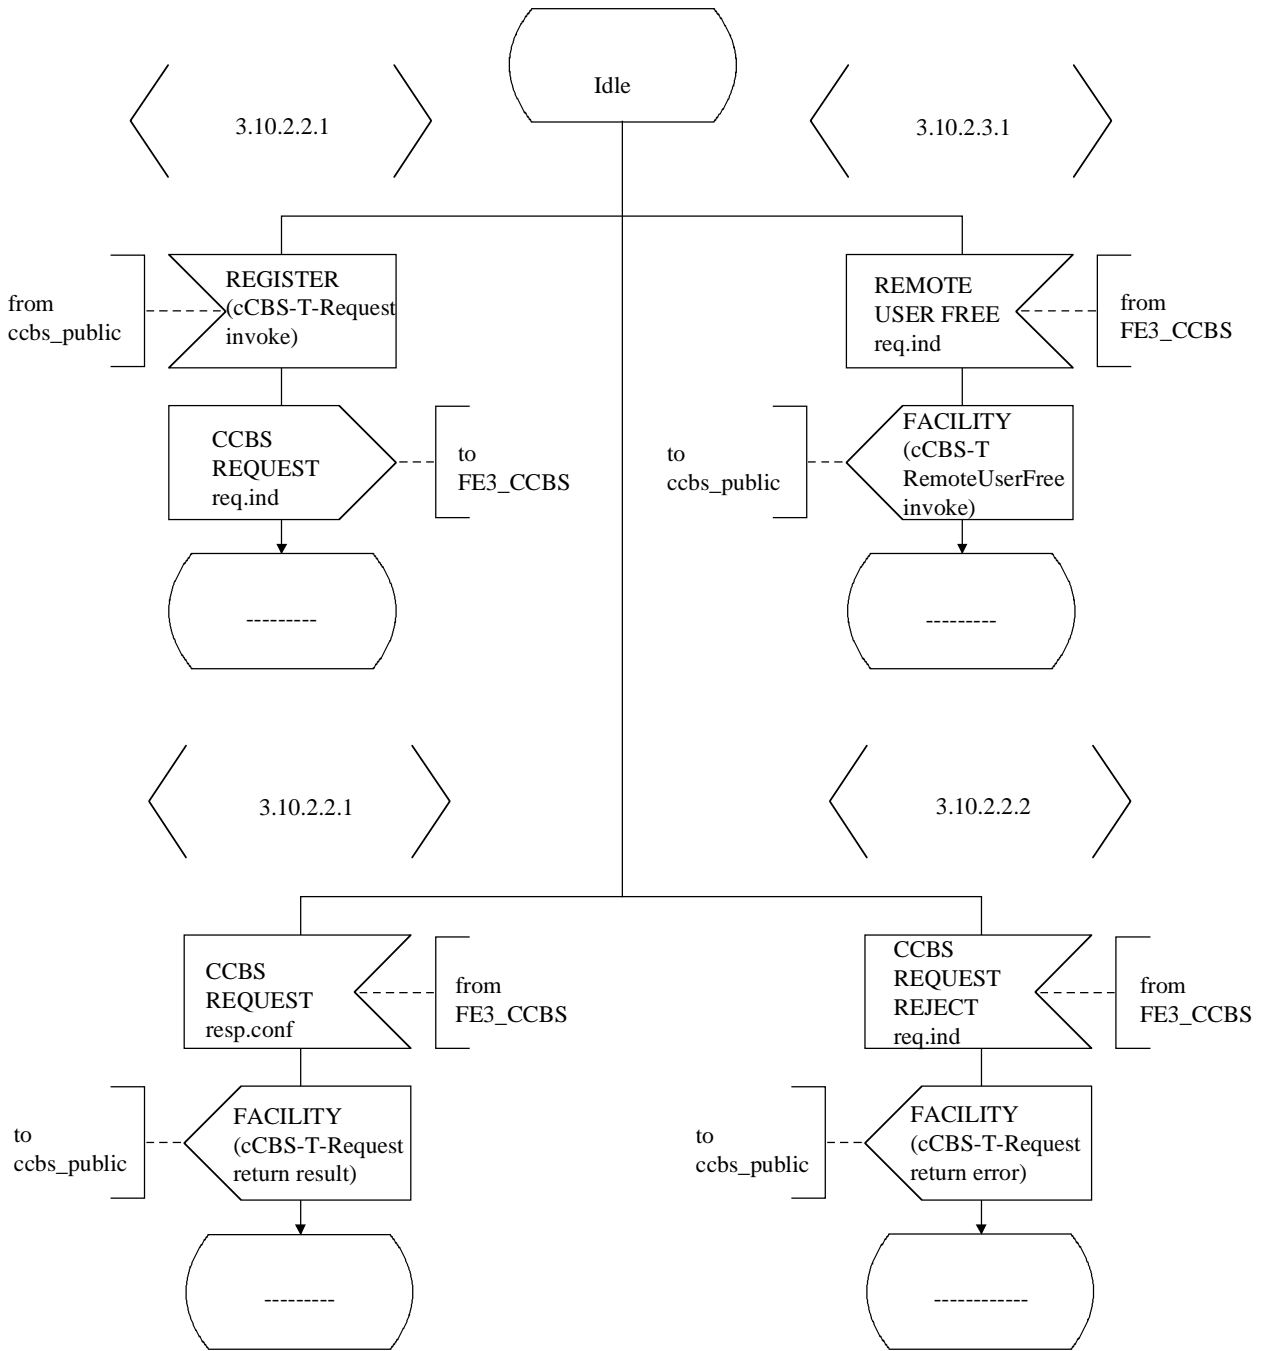 Idle
3.10.2.2.1
3.10.2.3.1
from
ccbs_public
REGISTER
(cCBS-T-Request
invoke)
REMOTE
USER FREE
req.ind
from
FE3_CCBS
CCBS
REQUEST
req.ind
to
FE3_CCBS
to
ccbs_public
FACILITY
(cCBS-T
RemoteUserFree
invoke)
---------
---------
3.10.2.2.1
3.10.2.2.2
CCBS
REQUEST
resp.conf
from
FE3_CCBS
CCBS
REQUEST
REJECT
req.ind
from
FE3_CCBS
to
ccbs_public
FACILITY
(cCBS-T-Request
return result)
to
ccbs_public
FACILITY
(cCBS-T-Request
return error)
---------
------------